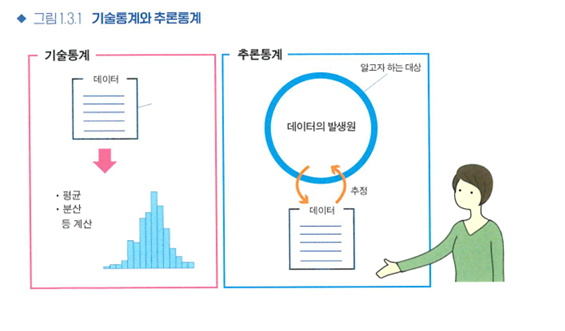 ◆ 그림 1.3.1 기술통계와 추론통계
기술통계
데이터
· 평균
· 분산
등 계산
추론통계
알고자 하는 대상
데이터의 발생원
추정
데이터